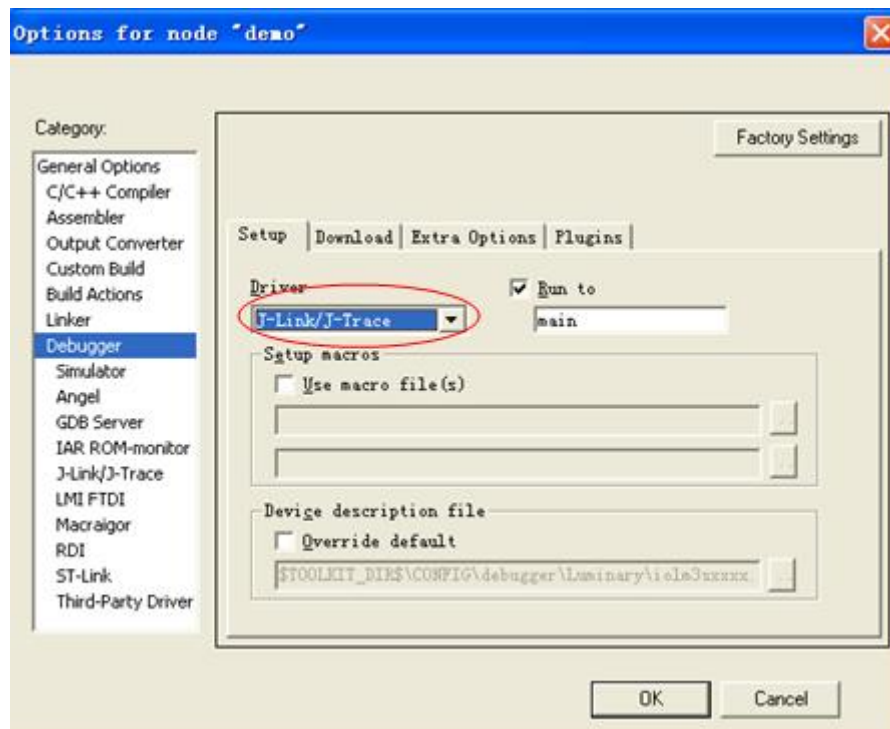 Options for node "demo"
Category:
Factory Settings
General Options
C/C++ Compiler
Assembler
Output Converter
Custom Build
Build Actions
Linker
Debugger
Simulator
Angel
GDB Server
IAR ROM-monitor
J-Link/J-Trace
LMI FTDI
Macraigor
RDI
ST-Link
Third-Party Driver
Setup
Download
Extra Options
Plugins
Driver
Run to
J-Link/J-Trace
main
Setup macros
Use macro file(s)
Device description file
Override default
$TOOLKIT_DIR$\CONFIG\debugger\Luminary\iolm3xxxxx.
OK
Cancel